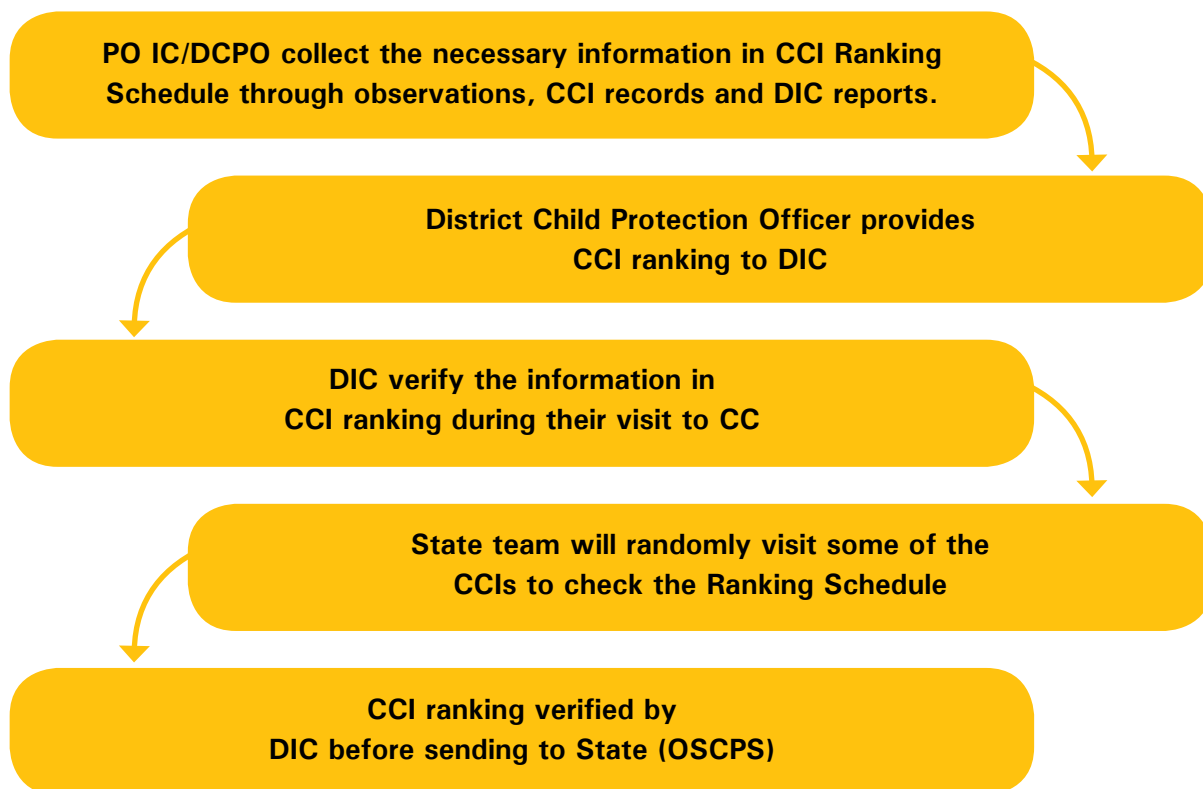 PO IC/DCPO collect the necessary information in CCI Ranking
Schedule through observations, CCI records and DIC reports.
District Child Protection Officer provides
CCI ranking to DIC
DIC verify the information in
CCI ranking during their visit to CC
State team will randomly visit some of the
CCIs to check the Ranking Schedule
CCI ranking verified by
DIC before sending to State (OSCPS)